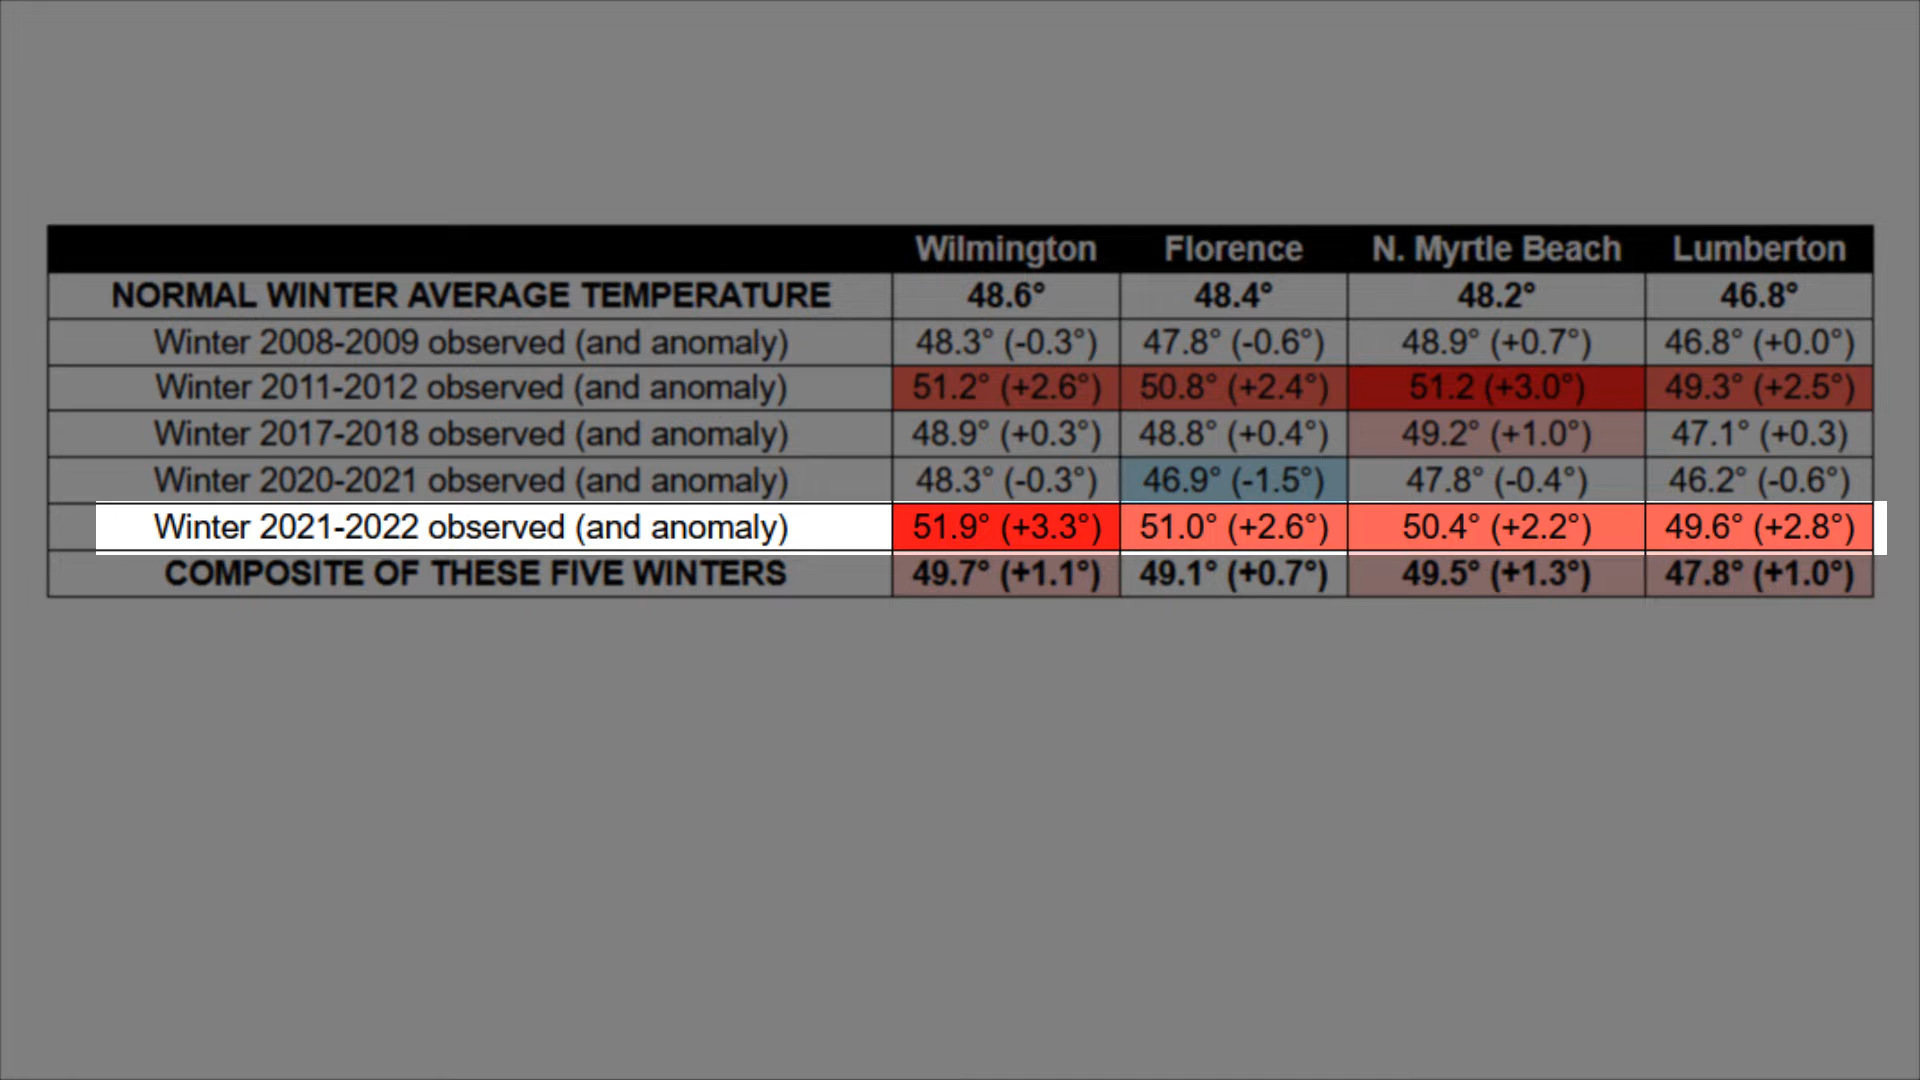 Wilmington Florence N. Myrtle Beach Lumberton
NORMAL WINTER AVERAGE TEMPERATURE 48.6° 48.4° 48.2° 46.8°
Winter 2008-2009 observed (and anomaly) 48.3° (-0.3°) 47.8° (-0.6°) 48.9° (+0.7°) 46.8° (+0.0°)
Winter 2011-2012 observed (and anomaly) 51.2° (+2.6°) 50.8° (+2.4°) 51.2 (+3.0°) 49.3° (+2.5°)
Winter 2017-2018 observed (and anomaly) 48.9° (+0.3°) 48.8° (+0.4°) 49.2° (+1.0°) 47.1° (+0.3)
Winter 2020-2021 observed (and anomaly) 48.3° (-0.3°) 46.9° (-1.5°) 47.8° (-0.4°) 46.2° (-0.6°)
Winter 2021-2022 observed (and anomaly) 51.9° (+3.3°) 51.0° (+2.6°) 50.4° (+2.2°) 49.6° (+2.8°)
COMPOSITE OF THESE FIVE WINTERS 49.7° (+1.1°) 49.1° (+0.7°) 49.5° (+1.3°) 47.8° (+1.0°)